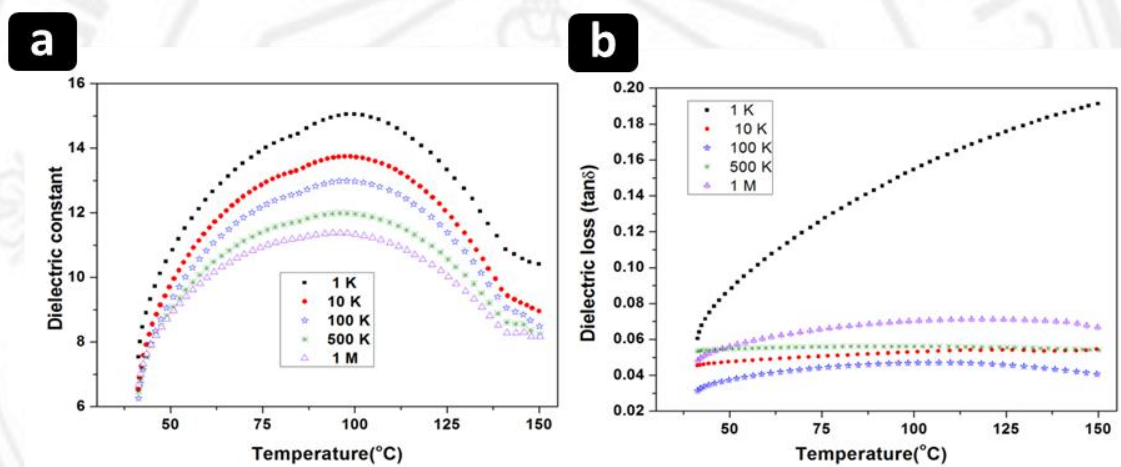 a
16
14
12
10
8
6
Dielectric constant
1 K
10 K
100 K
500 K
1 M
50
75
100
125
150
Temperature(°C)
b
0.20
0.18
0.16
0.14
0.12
0.10
0.08
0.06
0.04
0.02
Dielectric loss (tanδ)
1 K
10 K
100 K
500 K
1 M
50
75
100
125
150
Temperature(°C)